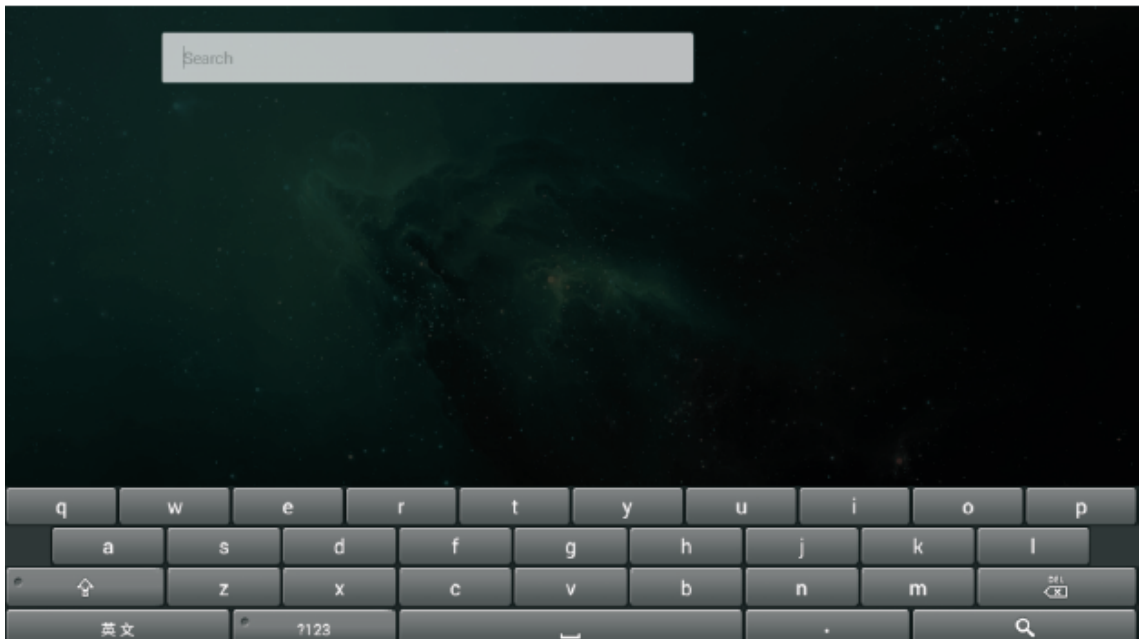 Search
q w e r t y u i o p
a s d f g h j k l
z x c v b n m DEL
英文 ?123 .